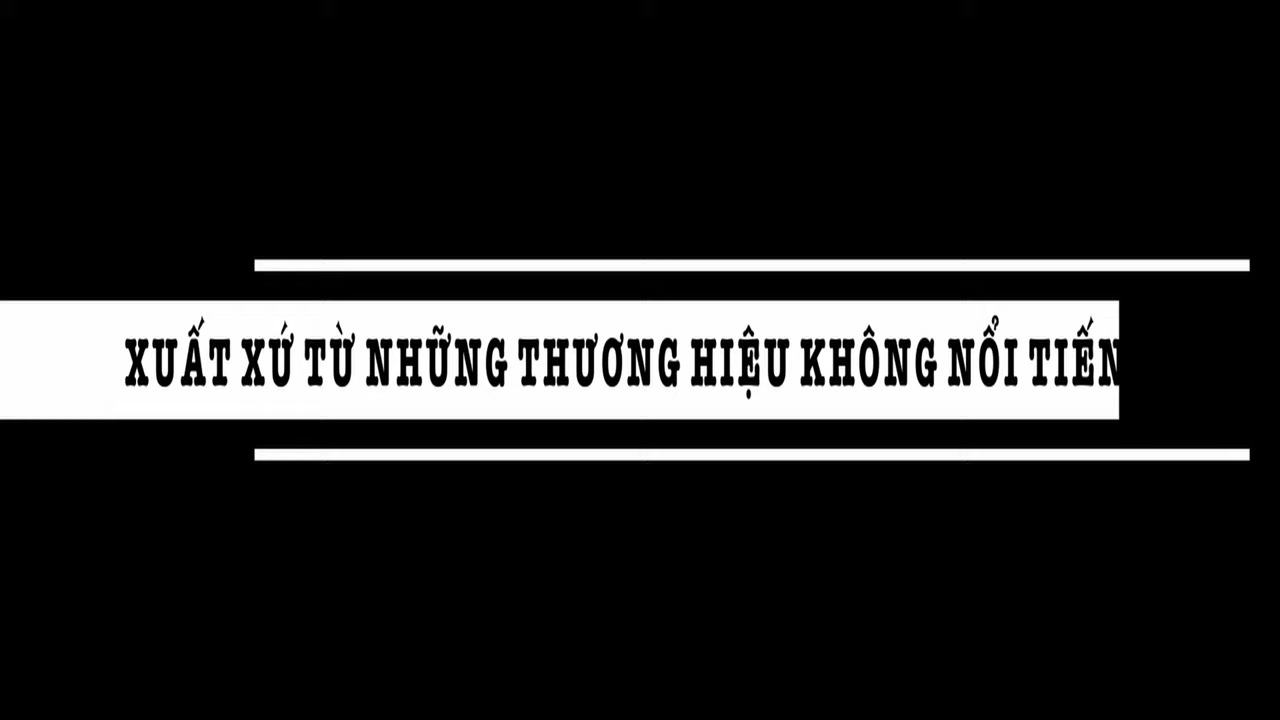 XUẤT XỨ TỪ NHỮNG THƯƠNG HIỆU KHÔNG NỔI TIẾN